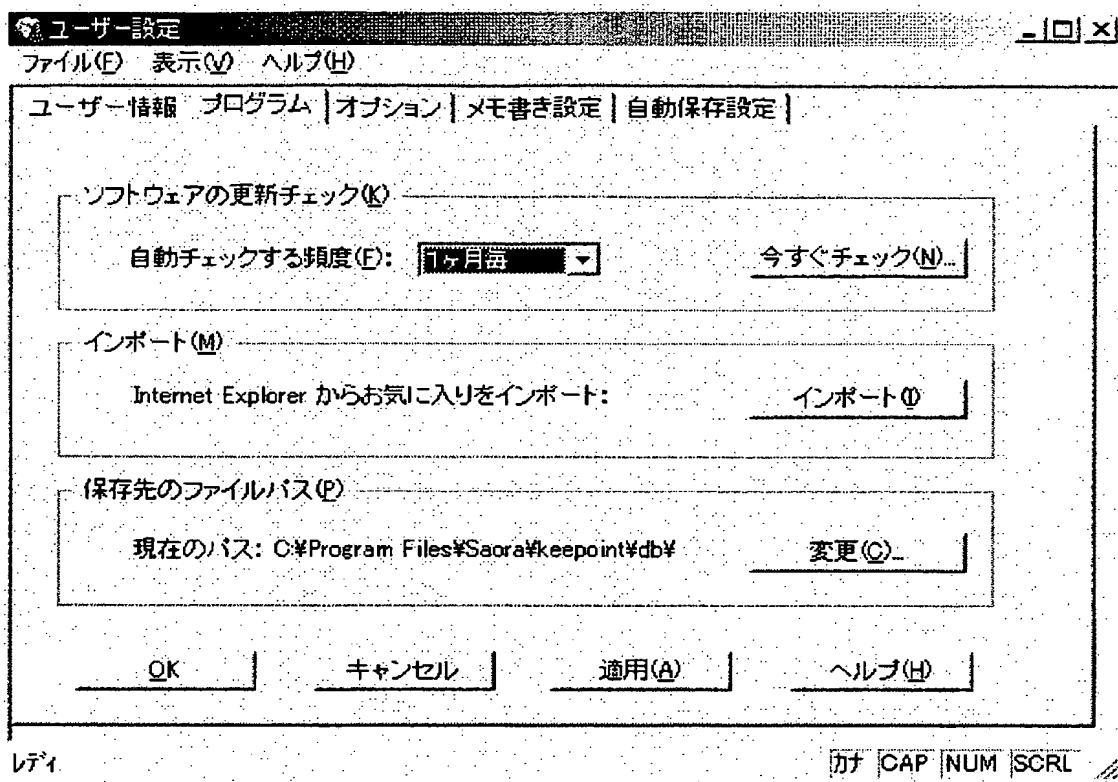 ユーザー設定
ファイル(F) 表示(V) ヘルプ(H)
ユーザー情報 プログラム オプション メモ書き設定 自動保存設定
ソフトウェアの更新チェック(K)
自動チェックする頻度(F): 1ヶ月毎 今すぐチェック(N)...
インポート(M)
Internet Explorer からお気に入りをインポート: インポート(I)
保存先のファイルパス(P)
現在のパス: C:¥Program Files¥Saora¥keepoint¥db¥ 変更(C)...
OK キャンセル 適用(A) ヘルプ(H)
レディ カナ CAP NUM SCRL